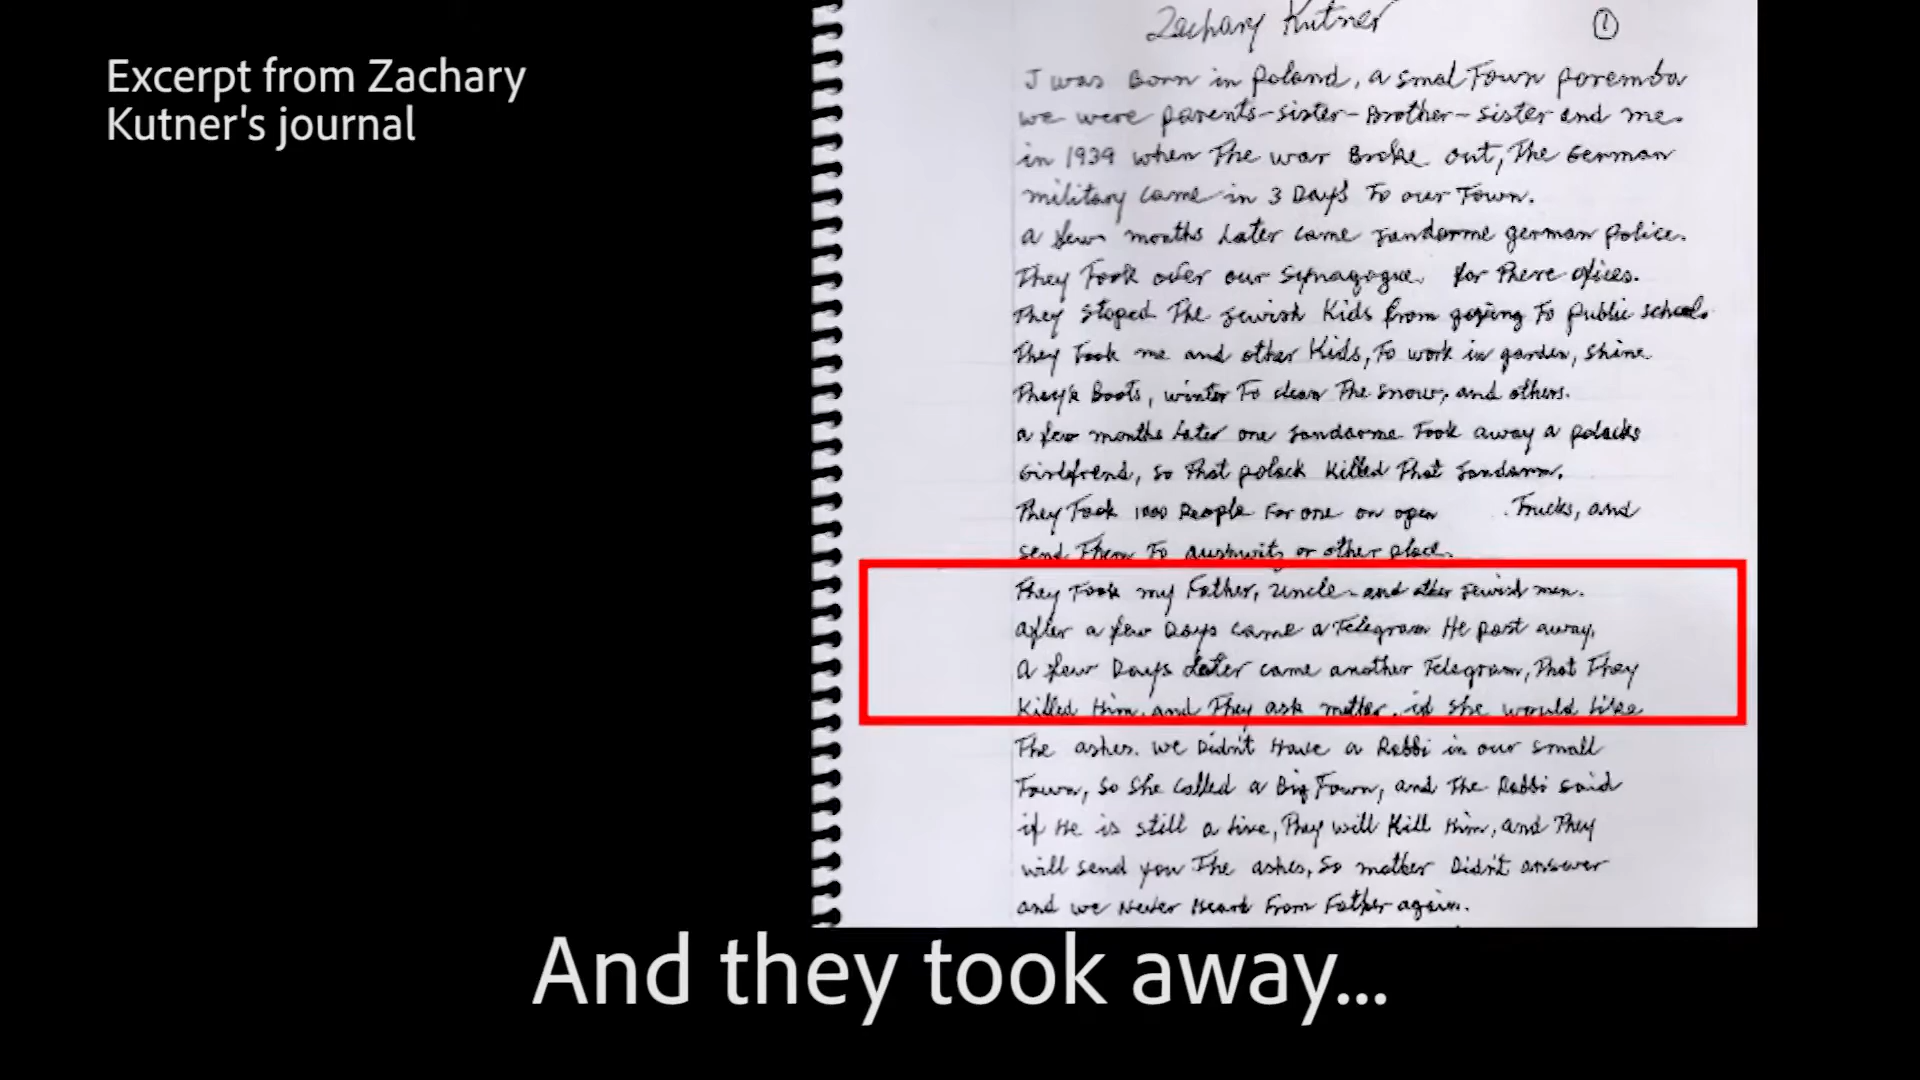 Excerpt from Zachary
Kutner's journal
Zachary Kutner
1
I was Born in Poland, a smal Town poremba
we were parents-sister-Brother-sister and me.
in 1939 when The war Broke out, The German
military came in 3 Days To our Town.
a few months Later came Jandarme german police.
They Took over our Synagogue for There ofices.
They stoped The Jewish Kids from going To public school.
They Took me and other Kids, To work in garden, shine
They'r Boots, winter To clean The snow, and others.
a few months Later one Jandarme Took away a polacks
Girlfrend, so That polack Killed That Jandarm.
They Took 1000 People For one on open Trucks, and
send Them To aushwits or other place.
They Took my Father, Uncle and other Jewish men.
after a few Days came a Telegram He past away,
A few Days Later came another Telegram, That They
Killed Him, and They ask mother, if She would Like
The ashes. we Didn't Have a Rabbi in our small
Town, So She Called a Big Town, and The Rabbi said
if He is still a Live, They will Kill Him, and They
will send you The ashes, So mother Didn't answer
and we Never Heard From Father again.
And they took away...